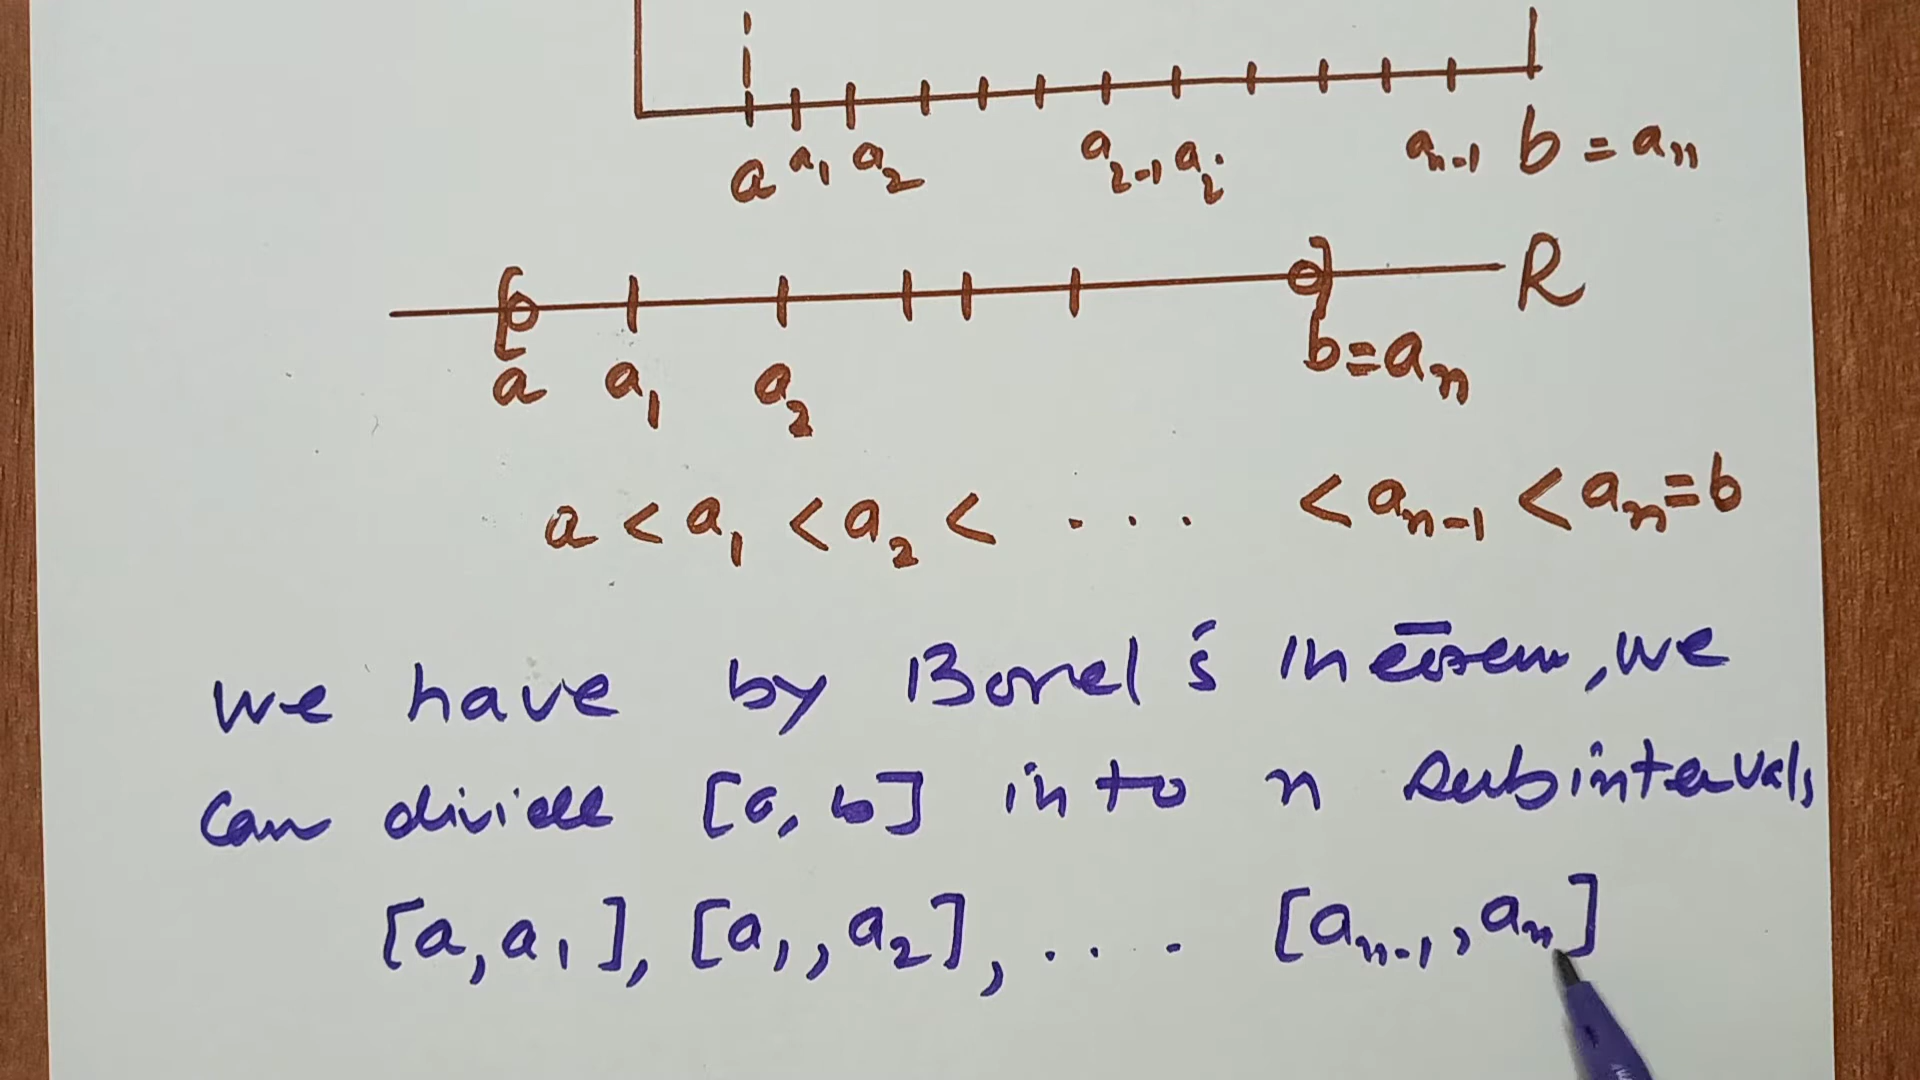 a a₁ a₂ aᵢ₋₁ aᵢ aₙ₋₁ b = aₙ
[ ] R
a a₁ a₂ b=aₙ
a < a₁ < a₂ < . . . < aₙ₋₁ < aₙ=b
we have by Borel's Theorem, we
can divide [a, b] into n subintervals
[a, a₁], [a₁, a₂], . . . . [aₙ₋₁, aₙ]